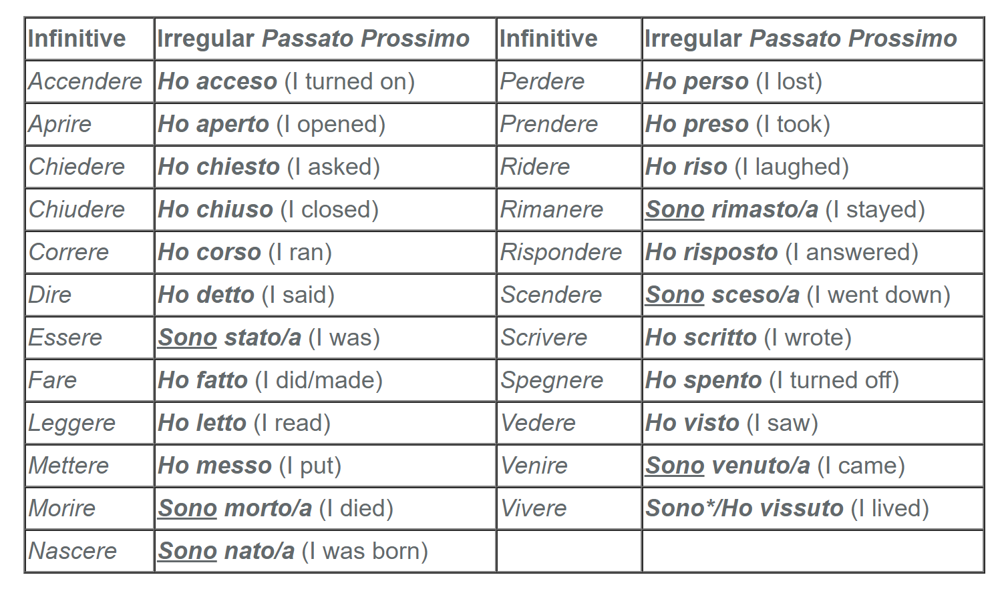 Infinitive Irregular Passato Prossimo Infinitive Irregular Passato Prossimo
Accendere Ho acceso (I turned on) Perdere Ho perso (I lost)
Aprire Ho aperto (I opened) Prendere Ho preso (I took)
Chiedere Ho chiesto (I asked) Ridere Ho riso (I laughed)
Chiudere Ho chiuso (I closed) Rimanere Sono rimasto/a (I stayed)
Correre Ho corso (I ran) Rispondere Ho risposto (I answered)
Dire Ho detto (I said) Scendere Sono sceso/a (I went down)
Essere Sono stato/a (I was) Scrivere Ho scritto (I wrote)
Fare Ho fatto (I did/made) Spegnere Ho spento (I turned off)
Leggere Ho letto (I read) Vedere Ho visto (I saw)
Mettere Ho messo (I put) Venire Sono venuto/a (I came)
Morire Sono morto/a (I died) Vivere Sono*/Ho vissuto (I lived)
Nascere Sono nato/a (I was born)